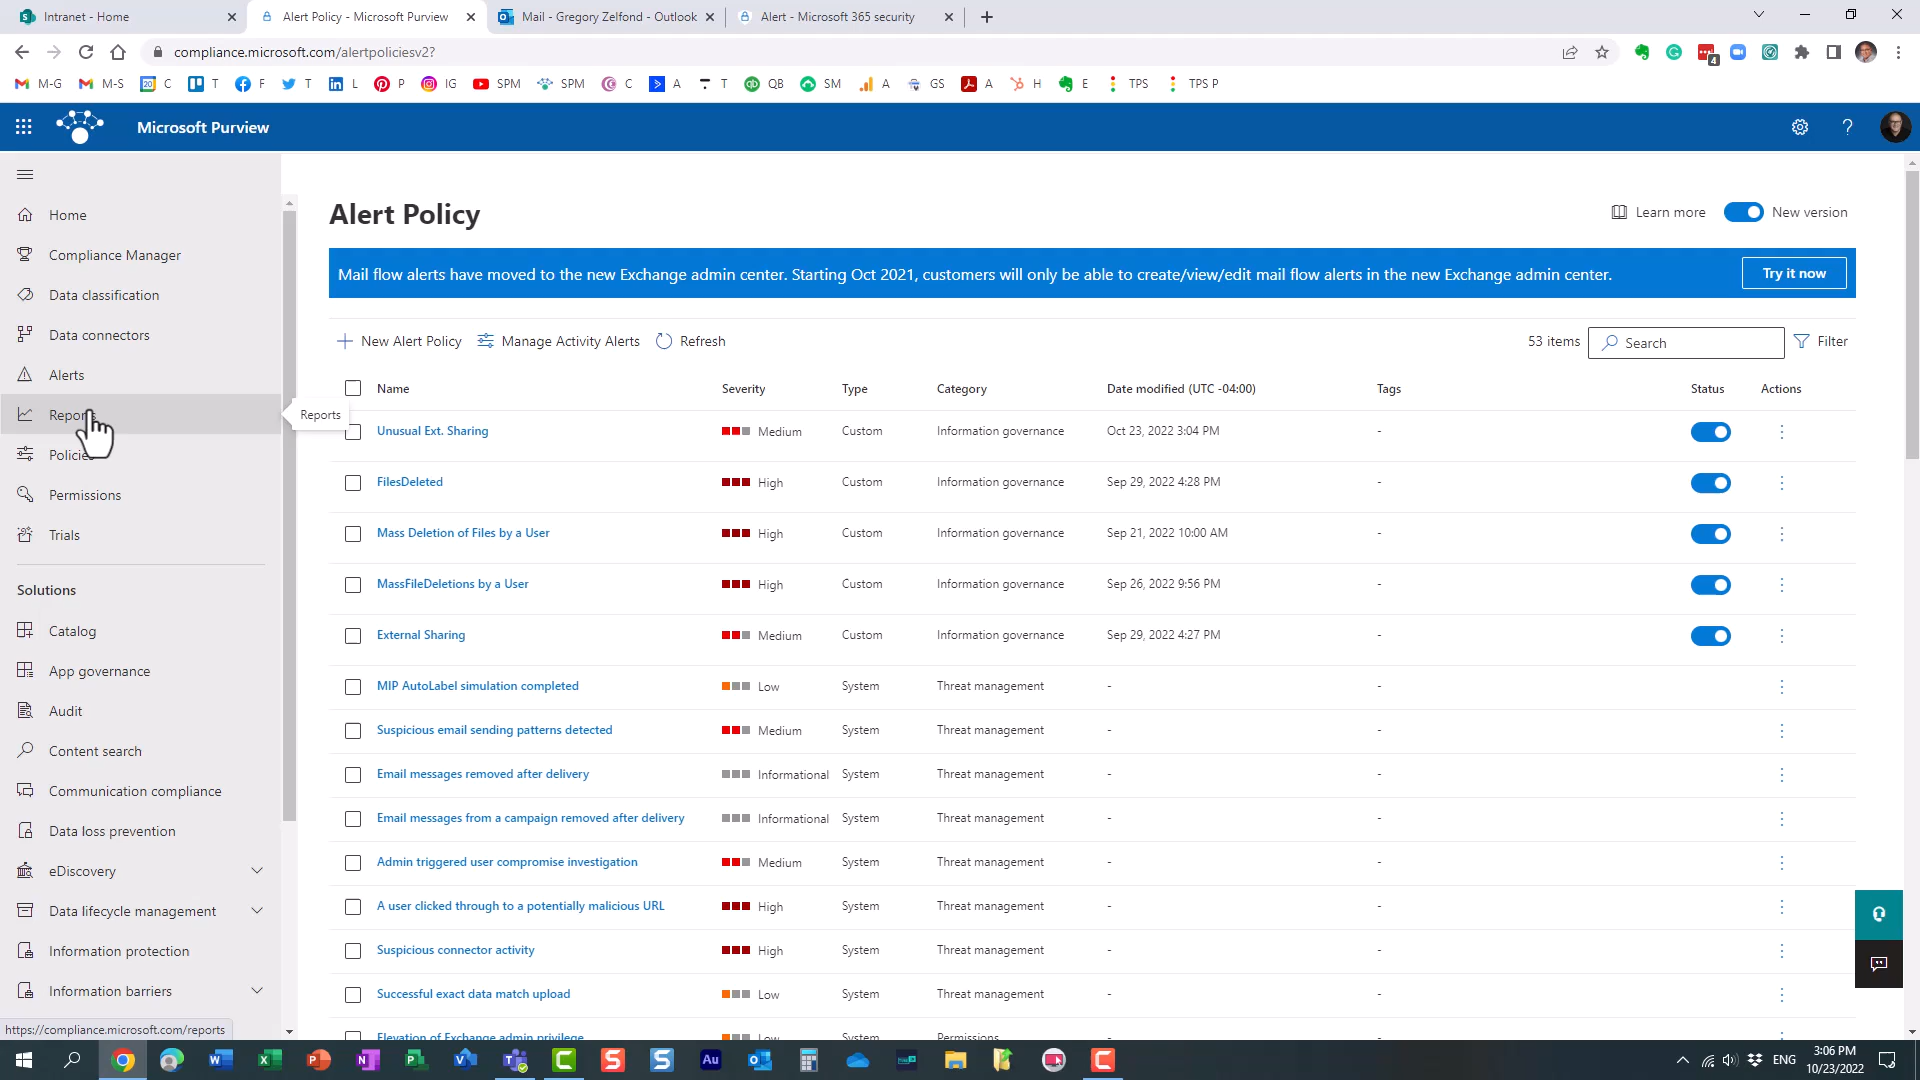 Intranet - Home
Alert Policy - Microsoft Purview
Mail - Gregory Zelfond - Outlook
Alert - Microsoft 365 security
compliance.microsoft.com/alertpoliciesv2?
4
M-G
M-S
20
C
T
F
T
L
P
IG
SPM
SPM
C
A
T
QB
SM
A
GS
A
H
E
TPS
TPS P
Microsoft Purview
Home
Compliance Manager
Data classification
Data connectors
Alerts
Reports
Reports
Policies
Permissions
Trials
Solutions
Catalog
App governance
Audit
Content search
Communication compliance
Data loss prevention
eDiscovery
Data lifecycle management
Information protection
Information barriers
https://compliance.microsoft.com/reports
Alert Policy
Learn more
New version
Mail flow alerts have moved to the new Exchange admin center. Starting Oct 2021, customers will only be able to create/view/edit mail flow alerts in the new Exchange admin center.
Try it now
New Alert Policy
Manage Activity Alerts
Refresh
53 items
Search
Filter
Name Severity Type Category Date modified (UTC -04:00) Tags Status Actions
Unusual Ext. Sharing Medium Custom Information governance Oct 23, 2022 3:04 PM -
FilesDeleted High Custom Information governance Sep 29, 2022 4:28 PM -
Mass Deletion of Files by a User High Custom Information governance Sep 21, 2022 10:00 AM -
MassFileDeletions by a User High Custom Information governance Sep 26, 2022 9:56 PM -
External Sharing Medium Custom Information governance Sep 29, 2022 4:27 PM -
MIP AutoLabel simulation completed Low System Threat management - -
Suspicious email sending patterns detected Medium System Threat management - -
Email messages removed after delivery Informational System Threat management - -
Email messages from a campaign removed after delivery Informational System Threat management - -
Admin triggered user compromise investigation Medium System Threat management - -
A user clicked through to a potentially malicious URL High System Threat management - -
Suspicious connector activity High System Threat management - -
Successful exact data match upload Low System Threat management - -
Elevation of Exchange admin privilege Low System Permissions - -
ENG
3:06 PM
10/23/2022